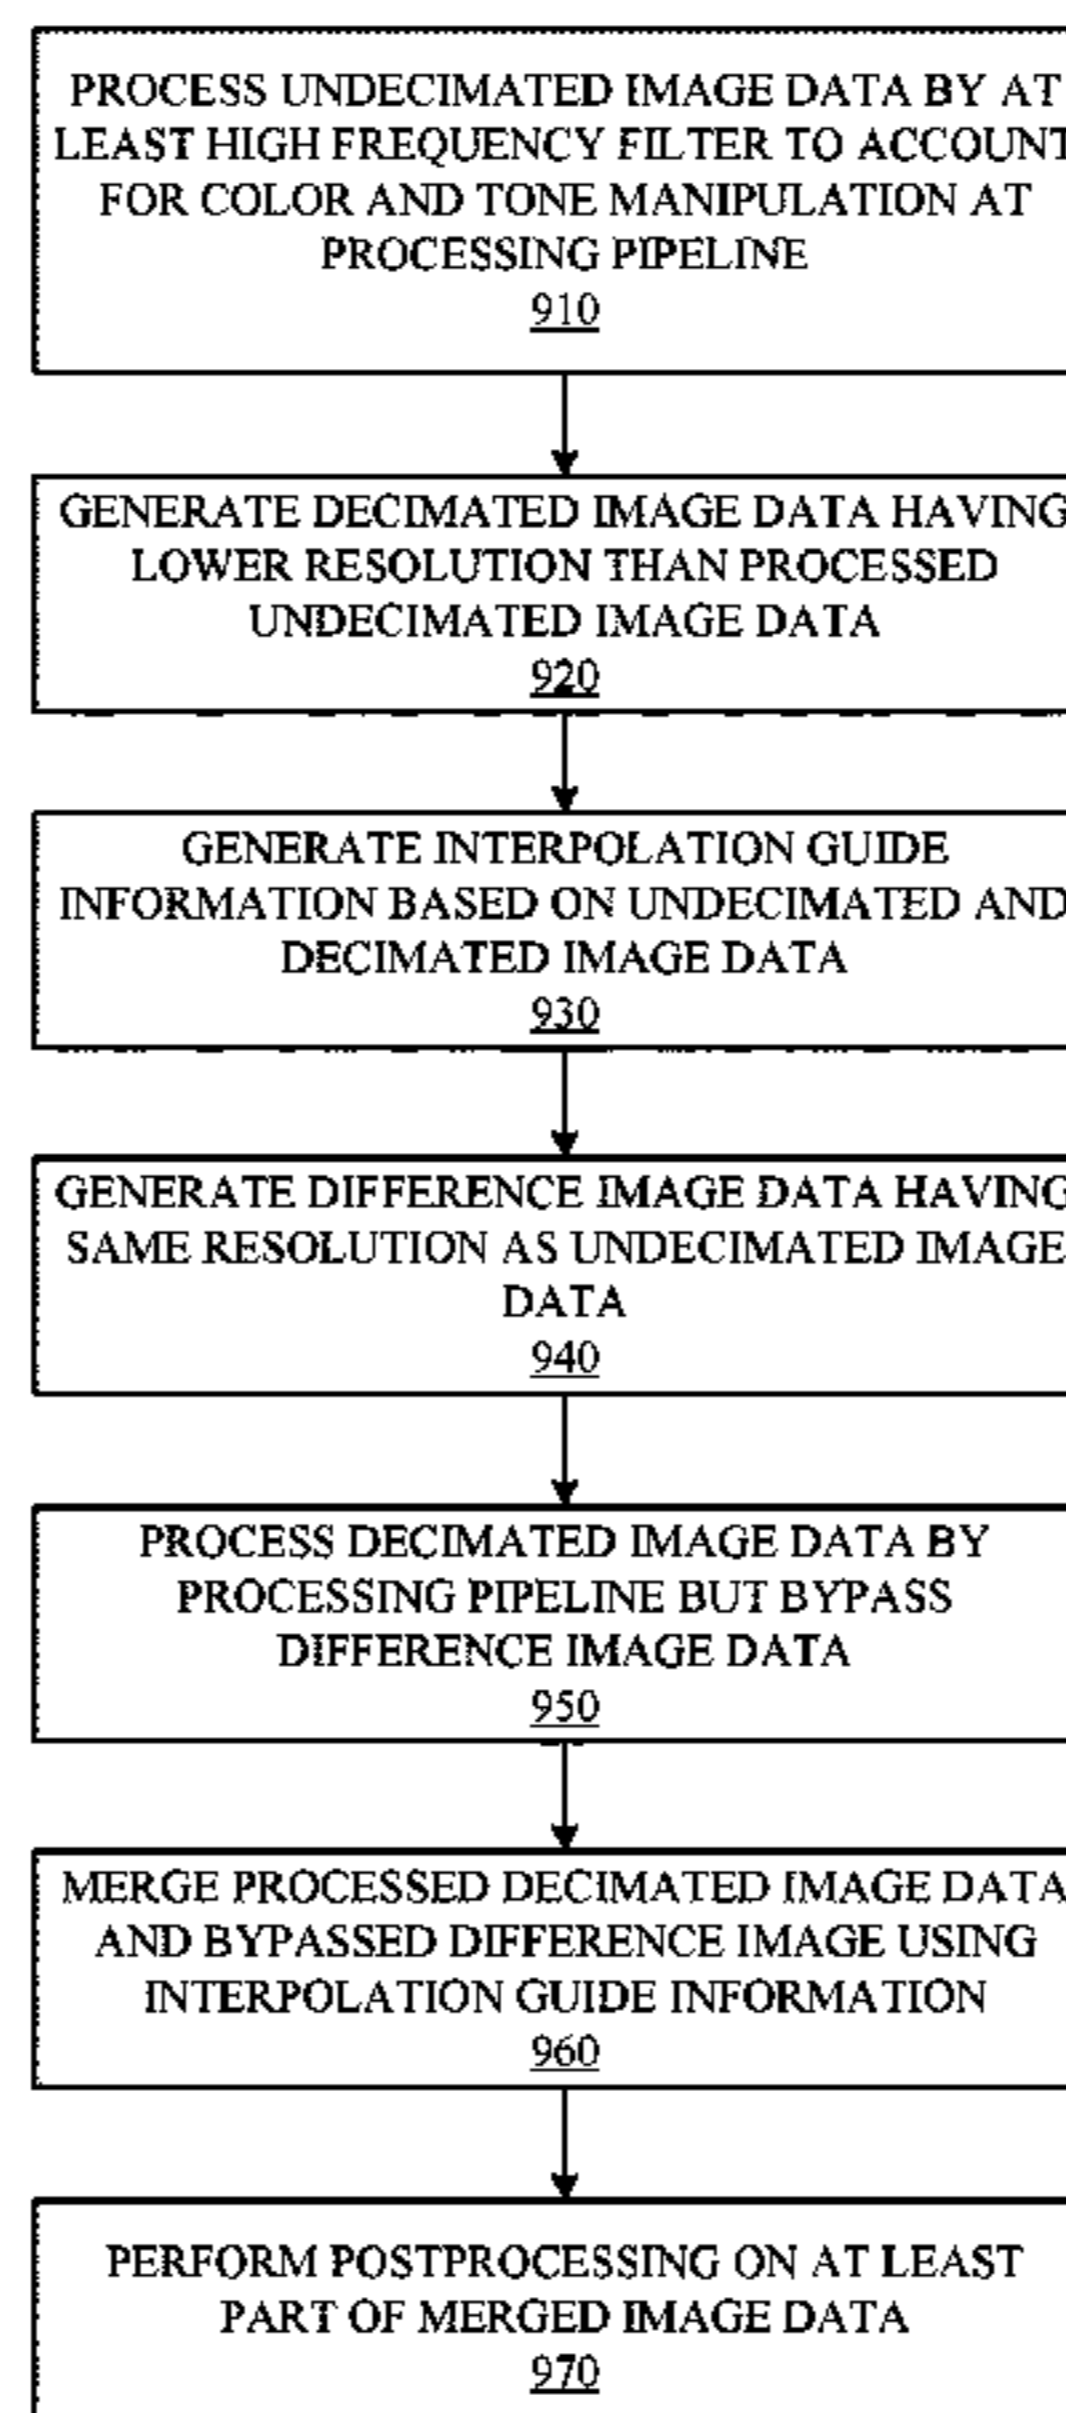 PROCESS UNDECIMATED IMAGE DATA BY AT
LEAST HIGH FREQUENCY FILTER TO ACCOUNT
FOR COLOR AND TONE MANIPULATION AT
PROCESSING PIPELINE
910
GENERATE DECIMATED IMAGE DATA HAVING
LOWER RESOLUTION THAN PROCESSED
UNDECIMATED IMAGE DATA
920
GENERATE INTERPOLATION GUIDE
INFORMATION BASED ON UNDECIMATED AND
DECIMATED IMAGE DATA
930
GENERATE DIFFERENCE IMAGE DATA HAVING
SAME RESOLUTION AS UNDECIMATED IMAGE
DATA
940
PROCESS DECIMATED IMAGE DATA BY
PROCESSING PIPELINE BUT BYPASS
DIFFERENCE IMAGE DATA
950
MERGE PROCESSED DECIMATED IMAGE DATA
AND BYPASSED DIFFERENCE IMAGE USING
INTERPOLATION GUIDE INFORMATION
960
PERFORM POSTPROCESSING ON AT LEAST
PART OF MERGED IMAGE DATA
970